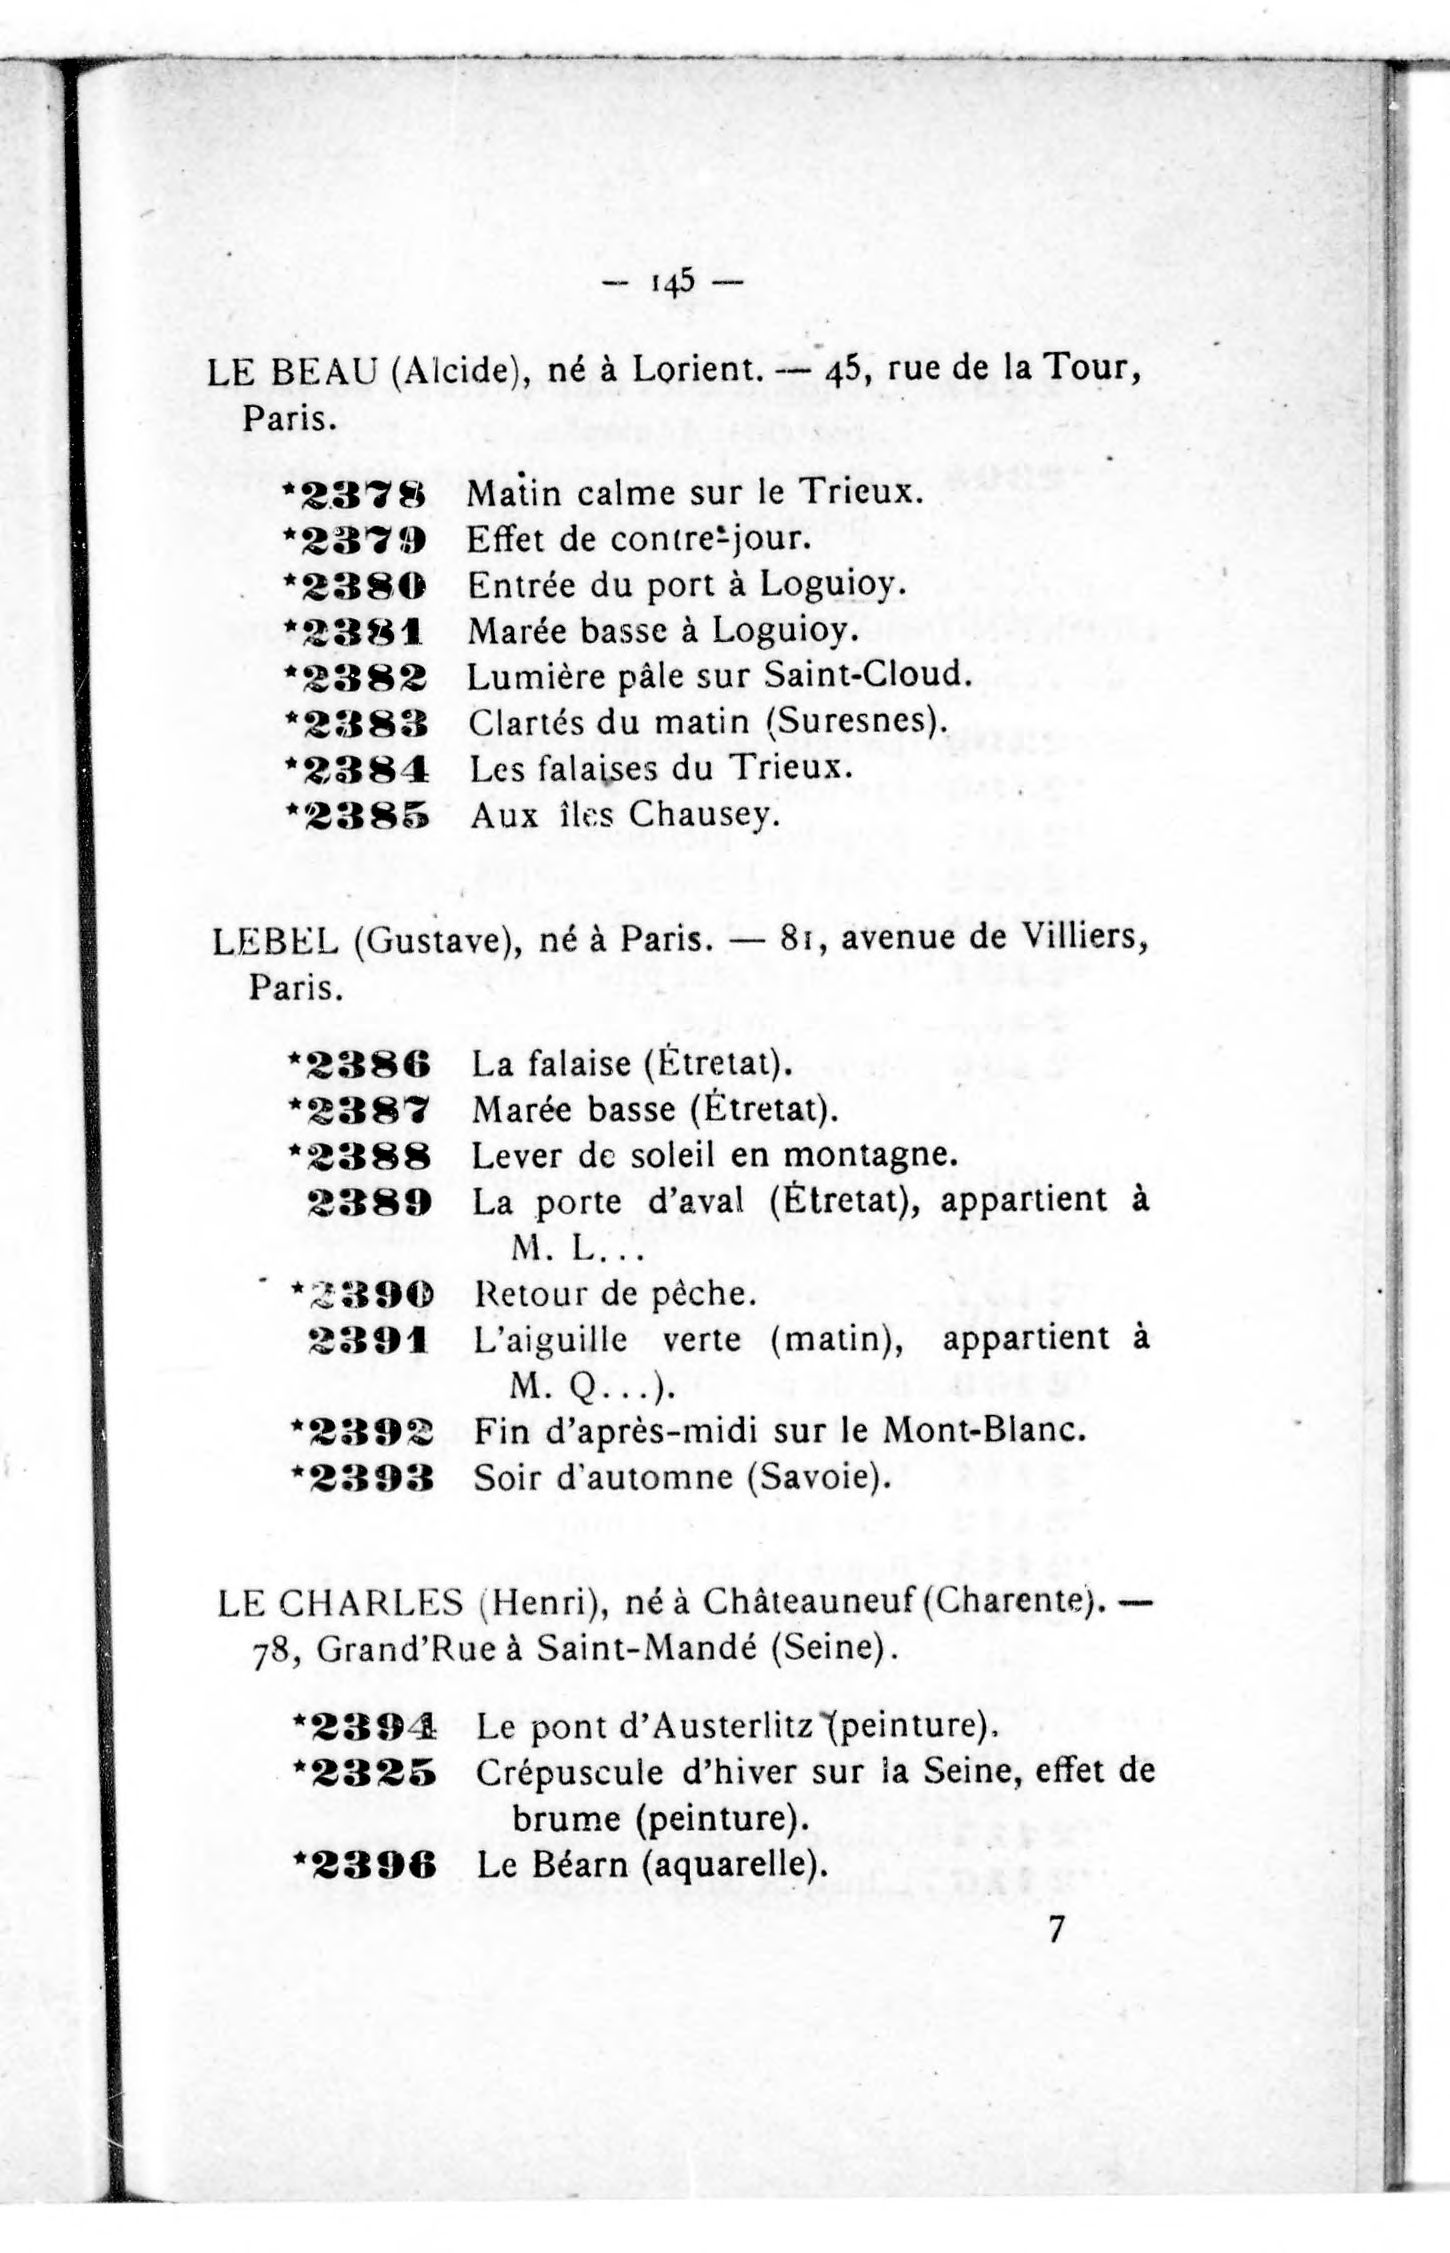 — 145 —
LE BEAU (Alcide), né à Lorient. — 45, rue de la Tour,
Paris.
*2378 Matin calme sur le Trieux.
*2379 Effet de contre-jour.
*2380 Entrée du port à Loguioy.
*2381 Marée basse à Loguioy.
*2382 Lumière pâle sur Saint-Cloud.
*2383 Clartés du matin (Suresnes).
*2384 Les falaises du Trieux.
*2385 Aux îles Chausey.
LEBEL (Gustave), né à Paris. — 81, avenue de Villiers,
Paris.
*2386 La falaise (Étretat).
*2387 Marée basse (Étretat).
*2388 Lever de soleil en montagne.
2389 La porte d'aval (Étretat), appartient à
M. L...
*2390 Retour de pêche.
2391 L'aiguille verte (matin), appartient à
M. Q...).
*2392 Fin d'après-midi sur le Mont-Blanc.
*2393 Soir d'automne (Savoie).
LE CHARLES (Henri), né à Châteauneuf (Charente). —
78, Grand'Rue à Saint-Mandé (Seine).
*2394 Le pont d'Austerlitz (peinture).
*2325 Crépuscule d'hiver sur la Seine, effet de
brume (peinture).
*2396 Le Béarn (aquarelle).
7